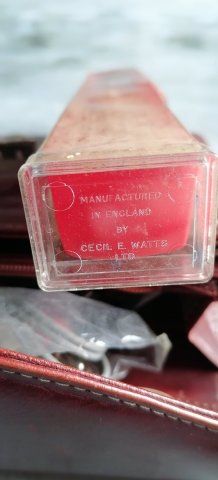 MANUFACTURED
IN ENGLAND
BY
CECIL E. WATTS
LTD